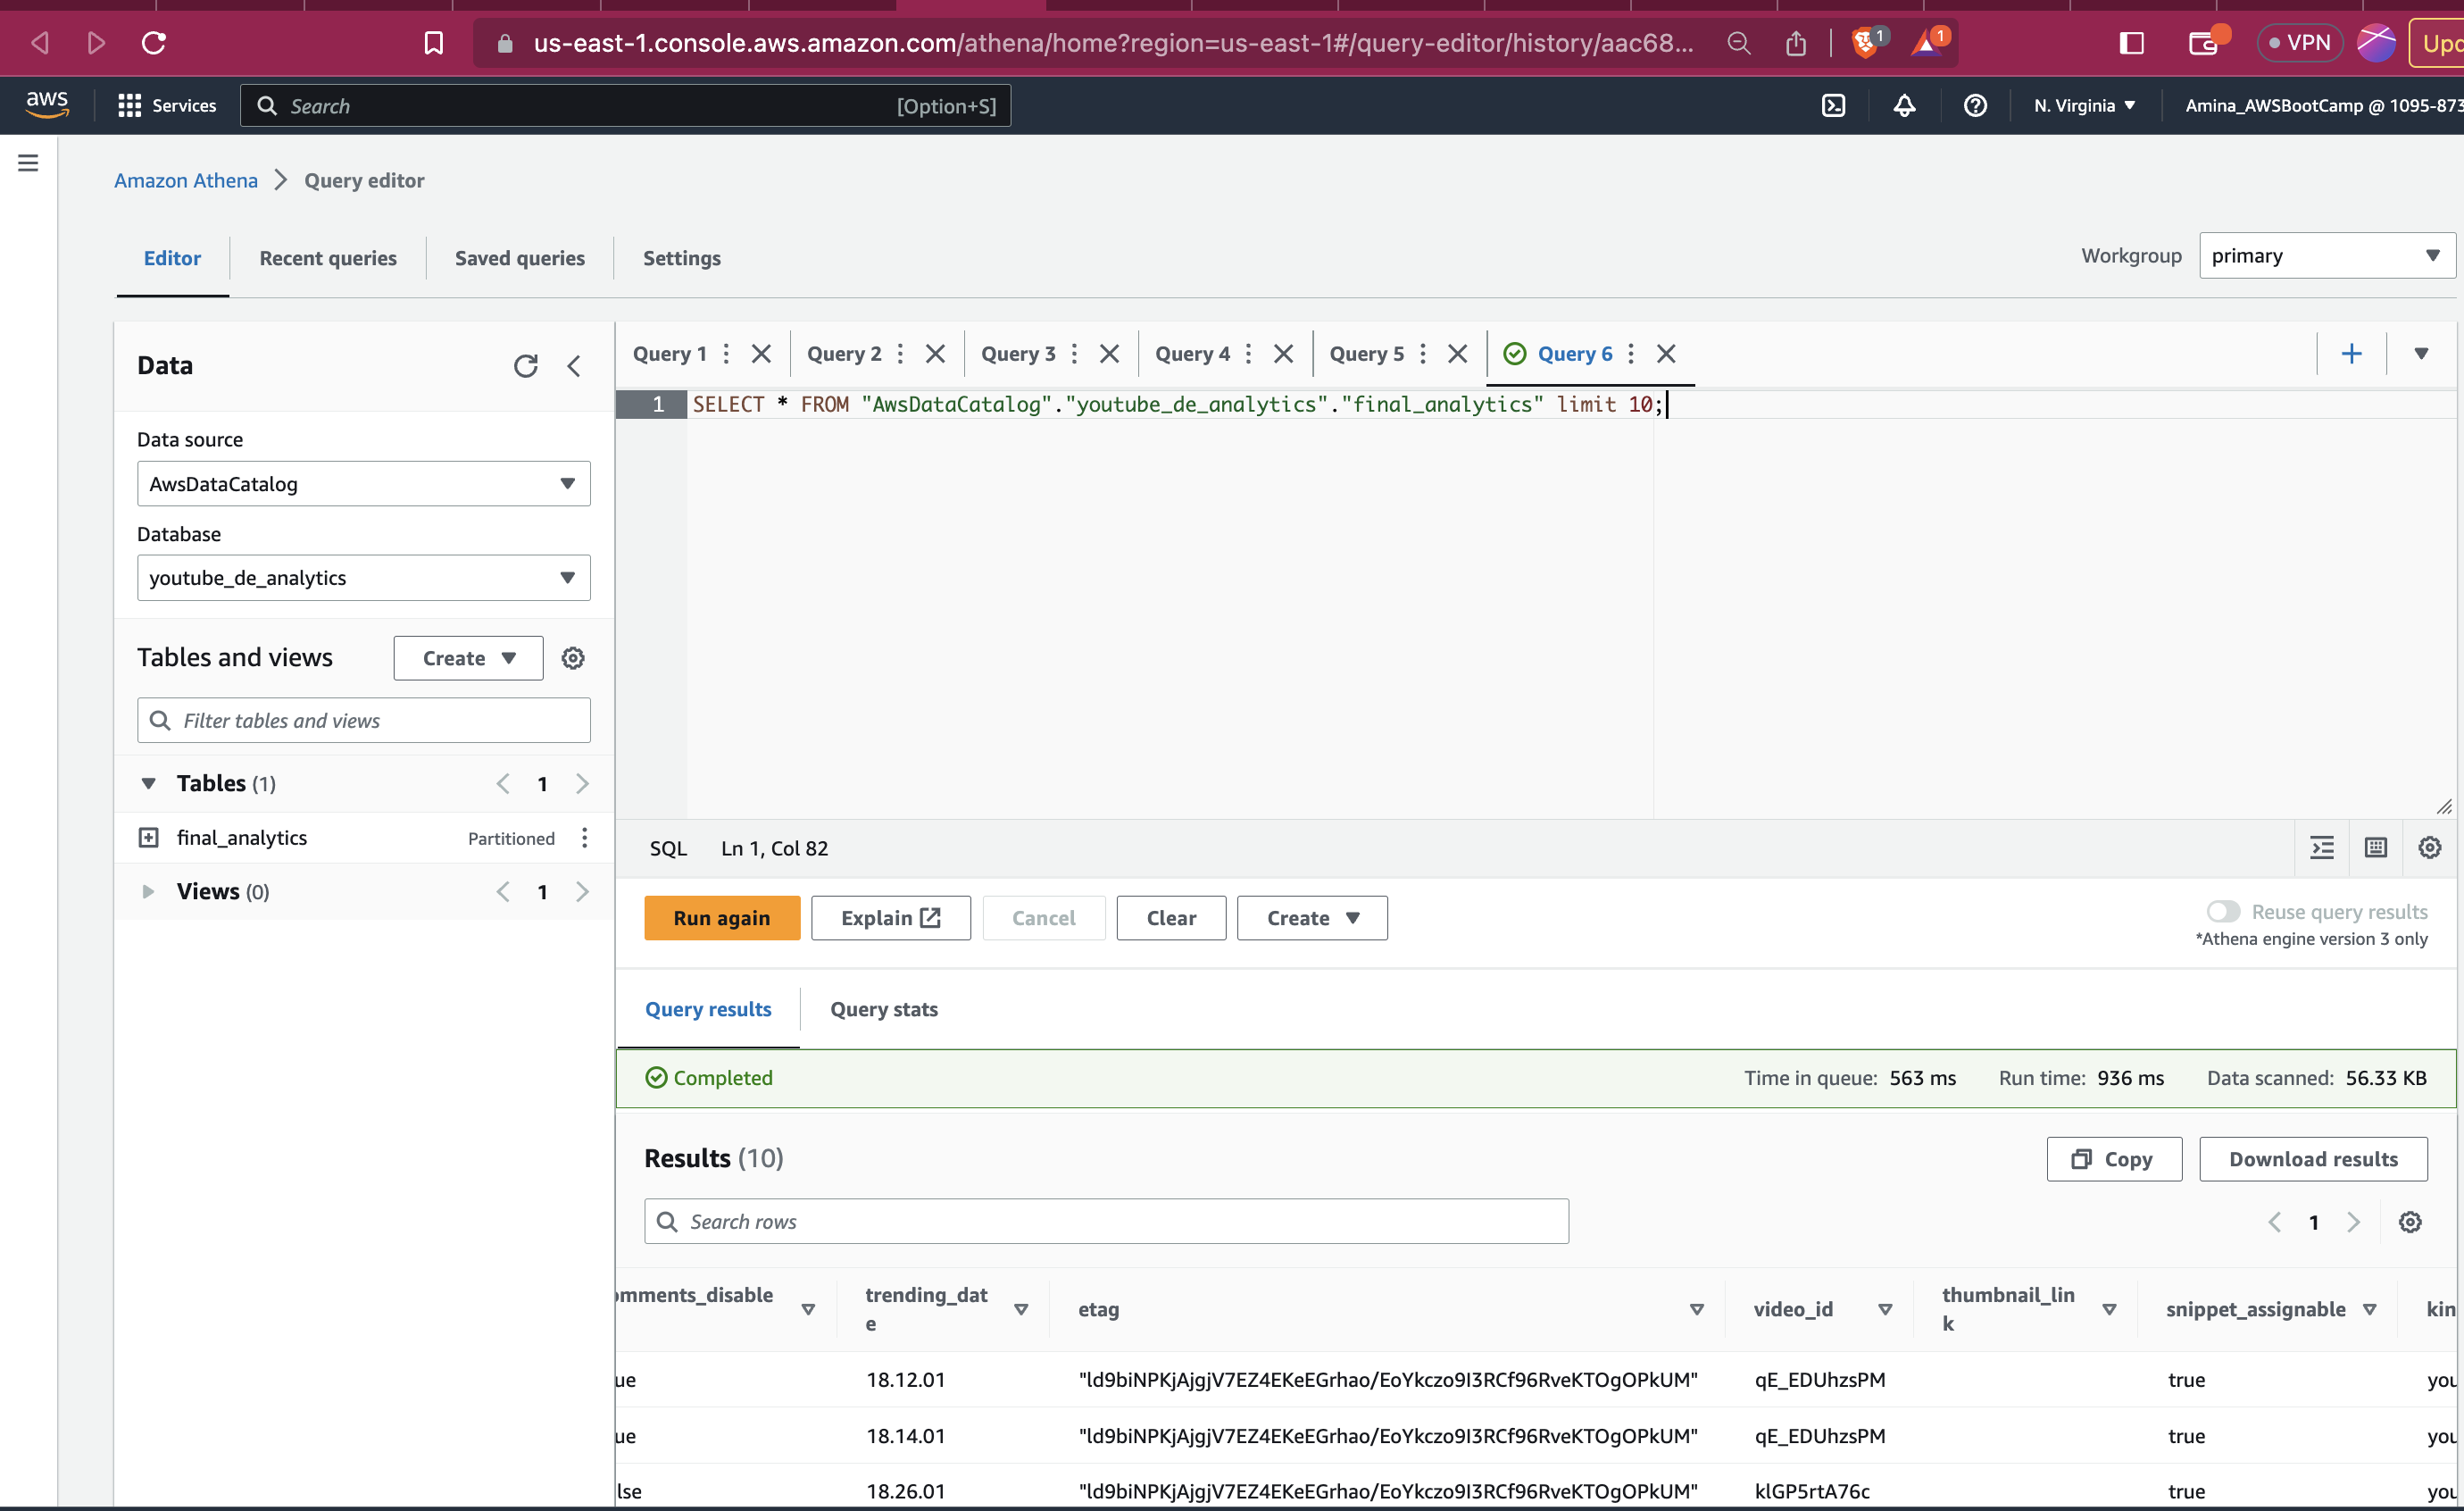 us-east-1.console.aws.amazon.com/athena/home?region=us-east-1#/query-editor/history/aac68...
1
1
VPN
aws
Services
Search
[Option+S]
N. Virginia
Amina_AWSBootCamp @ 1095-873
Amazon Athena
Query editor
Editor
Recent queries
Saved queries
Settings
Workgroup
primary
Data
Data source
AwsDataCatalog
Database
youtube_de_analytics
Tables and views
Create
Filter tables and views
Tables (1)
1
final_analytics
Partitioned
Views (0)
1
Query 1
Query 2
Query 3
Query 4
Query 5
Query 6
1
SELECT * FROM "AwsDataCatalog"."youtube_de_analytics"."final_analytics" limit 10;
SQL
Ln 1, Col 82
Run again
Explain
Cancel
Clear
Create
Reuse query results
*Athena engine version 3 only
Query results
Query stats
Completed
Time in queue: 563 ms
Run time: 936 ms
Data scanned: 56.33 KB
Results (10)
Copy
Download results
Search rows
1
omments_disable
trending_dat
e
etag
video_id
thumbnail_lin
k
snippet_assignable
kin
ue
18.12.01
"ld9biNPKjAjgjV7EZ4EKeEGrhao/EoYkczo9I3RCf96RveKTOgOPkUM"
qE_EDUhzsPM
true
you
ue
18.14.01
"ld9biNPKjAjgjV7EZ4EKeEGrhao/EoYkczo9I3RCf96RveKTOgOPkUM"
qE_EDUhzsPM
true
you
lse
18.26.01
"ld9biNPKjAjgjV7EZ4EKeEGrhao/EoYkczo9I3RCf96RveKTOgOPkUM"
klGP5rtA76c
true
you